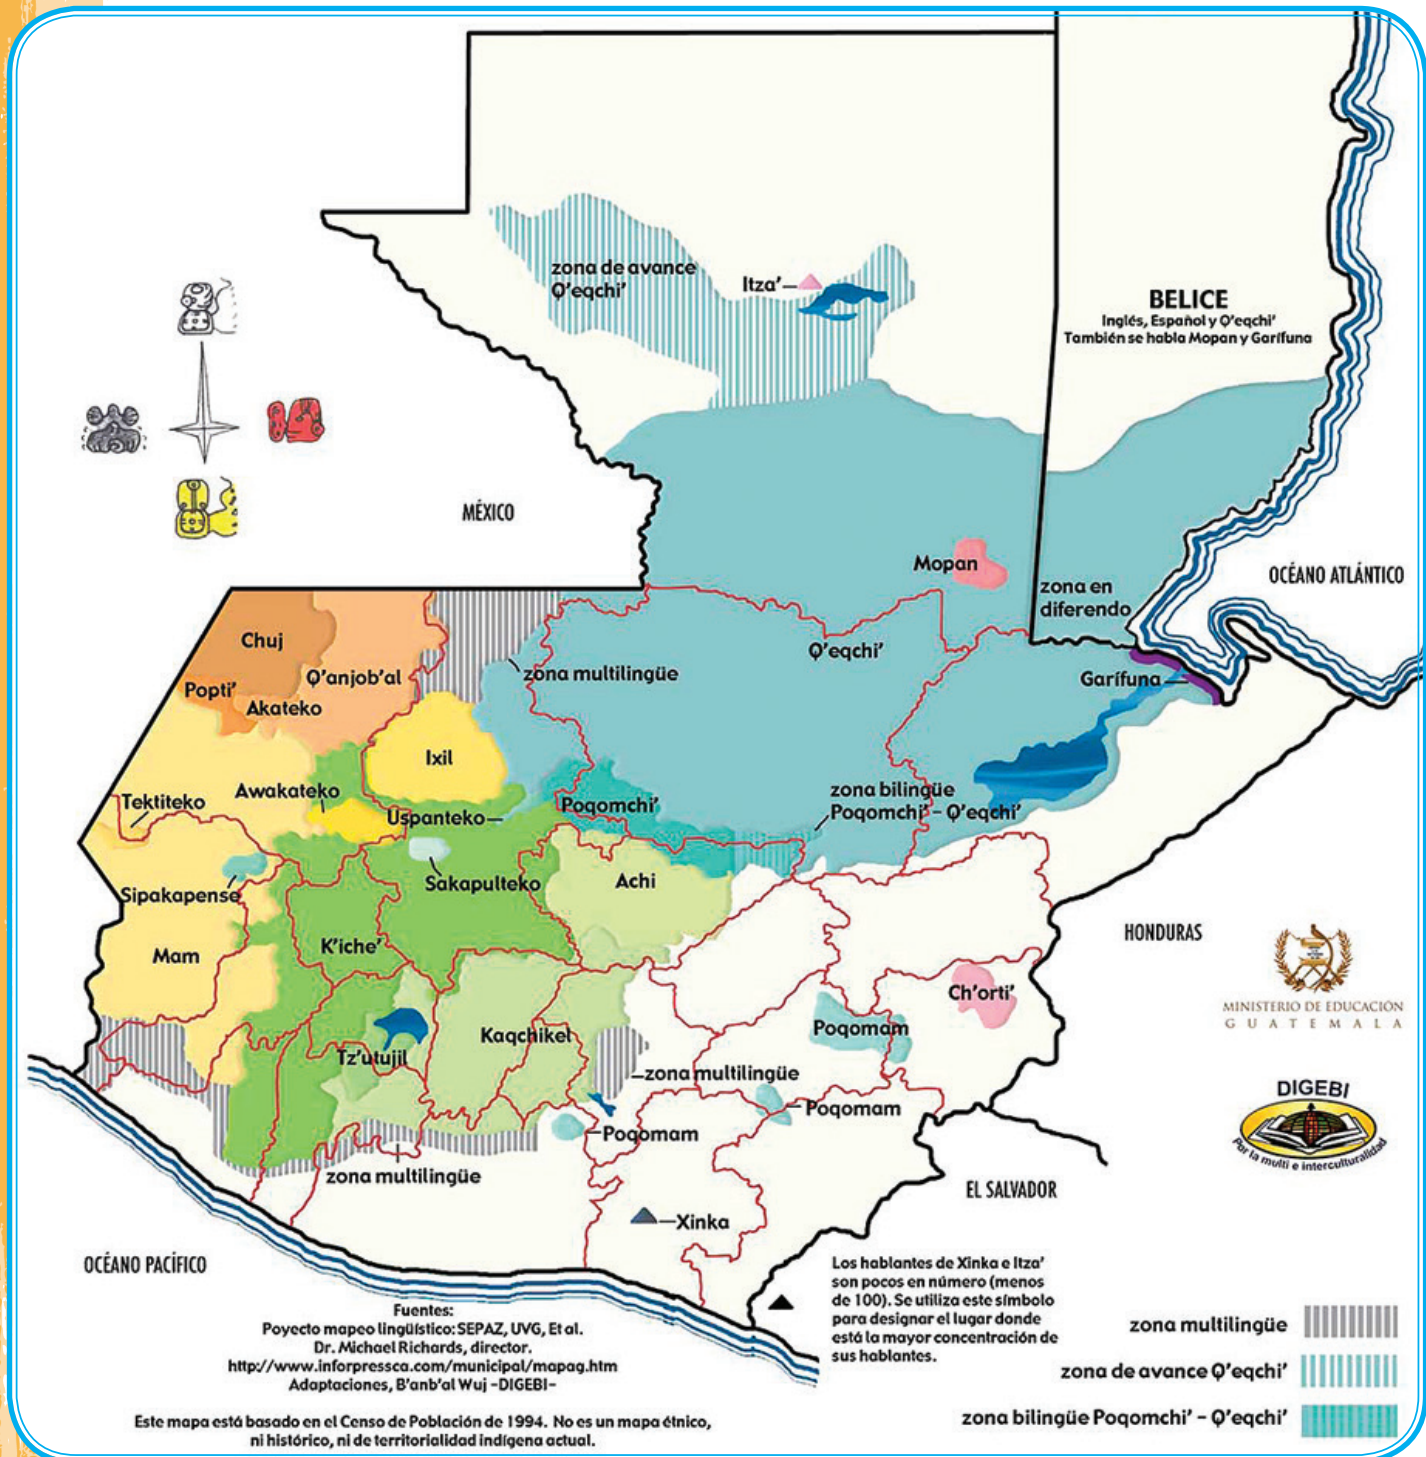 zona de avance
Q'eqchi'
Itza'
BELICE
Inglés, Español y Q'eqchi'
También se habla Mopan y Garífuna
MÉXICO
Mopan
zona en
diferendo
OCÉANO ATLÁNTICO
Chuj
Q'anjob'al
Popti'
Akateko
zona multilingüe
Q'eqchi'
Garífuna
Ixil
Awakateko
Tektiteko
Uspanteko
Poqomchi'
zona bilingüe
Poqomchi' - Q'eqchi'
Sipakapense
Sakapulteko
Achi
Mam
K'iche'
HONDURAS
Ch'orti'
MINISTERIO DE EDUCACIÓN
GUATEMALA
Poqomam
Kaqchikel
Tz'utujil
zona multilingüe
Poqomam
Poqomam
zona multilingüe
DIGEBI
Por la multi e interculturalidad
EL SALVADOR
Xinka
OCÉANO PACÍFICO
Los hablantes de Xinka e Itza'
son pocos en número (menos
de 100). Se utiliza este símbolo
para designar el lugar donde
está la mayor concentración de
sus hablantes.
Fuentes:
Poyecto mapeo lingüístico: SEPAZ, UVG, Et al.
Dr. Michael Richards, director.
http://www.inforpressca.com/municipal/mapag.htm
Adaptaciones, B'anb'al Wuj -DIGEBI-
Este mapa está basado en el Censo de Población de 1994. No es un mapa étnico,
ni histórico, ni de territorialidad indígena actual.
zona multilingüe
zona de avance Q'eqchi'
zona bilingüe Poqomchi' - Q'eqchi'